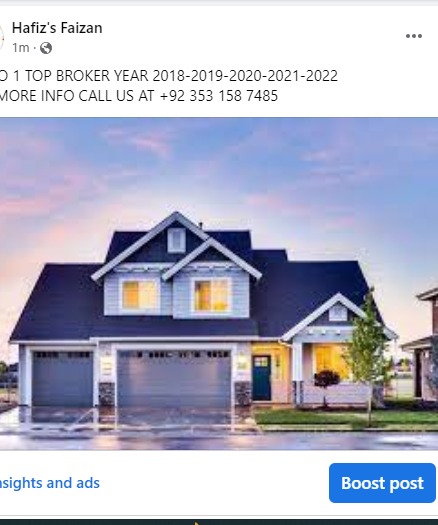 Hafiz's Faizan
1m
O 1 TOP BROKER YEAR 2018-2019-2020-2021-2022
MORE INFO CALL US AT +92 353 158 7485
nsights and ads
Boost post